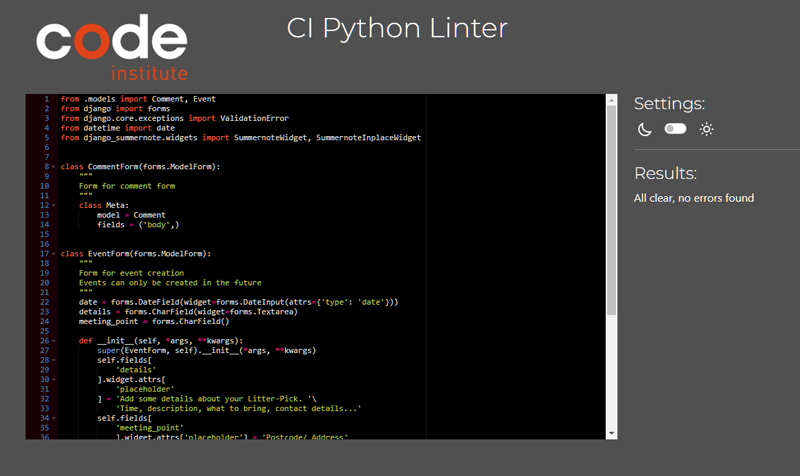 code
institute
CI Python Linter
1 from .models import Comment, Event
2 from django import forms
3 from django.core.exceptions import ValidationError
4 from datetime import date
5 from django_summernote.widgets import SummernoteWidget, SummernoteInplaceWidget
6
7
8 class CommentForm(forms.ModelForm):
9 """
10 Form for comment form
11 """
12 class Meta:
13 model = Comment
14 fields = ('body',)
15
16
17 class EventForm(forms.ModelForm):
18 """
19 Form for event creation
20 Events can only be created in the future
21 """
22 date = forms.DateField(widget=forms.DateInput(attrs={'type': 'date'}))
23 details = forms.CharField(widget=forms.Textarea)
24 meeting_point = forms.CharField()
25
26 def __init__(self, *args, **kwargs):
27 super(EventForm, self).__init__(*args, **kwargs)
28 self.fields[
29 'details'
30 ].widget.attrs[
31 'placeholder'
32 ] = 'Add some details about your Litter-Pick. '\
33 'Time, description, what to bring, contact details...'
34 self.fields[
35 'meeting_point'
36 ].widget.attrs['placeholder'] = 'Postcode/ Address'
Settings:
Results:
All clear, no errors found